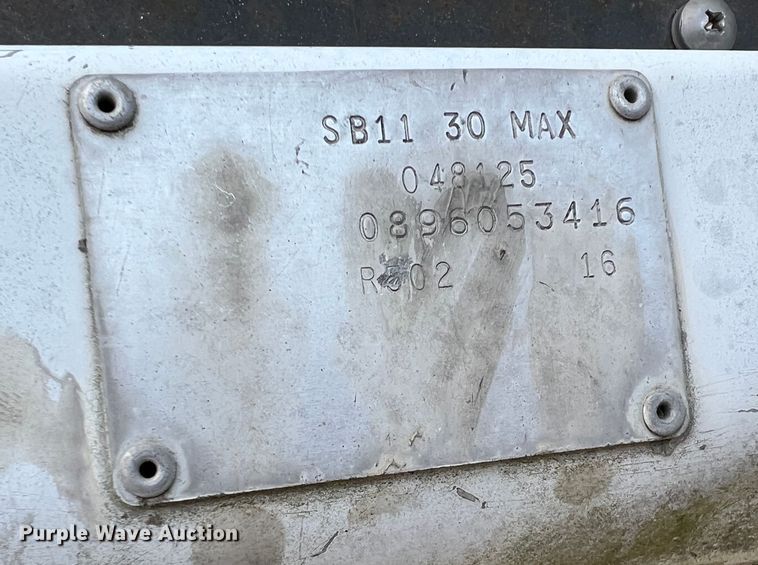 SB11 30 MAX
048125
0896053416
16
Purple Wave Auction